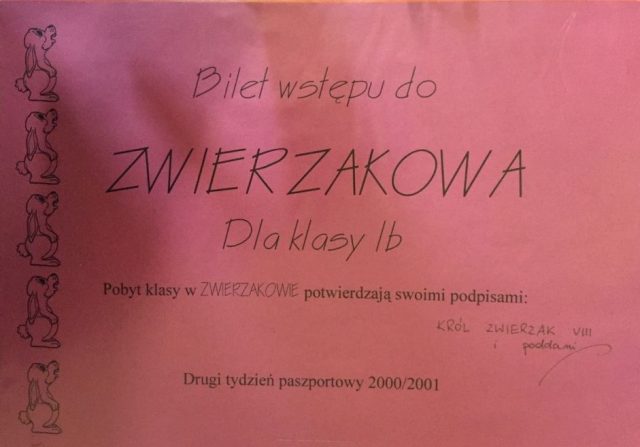 Bilet wstępu do
ZWIERZAKOWA
Dla klasy Ib
Pobyt klasy w ZWIERZAKOWIE potwierdzają swoimi podpisami:
KRÓL ZWIERZAK VIII
i poddani
Drugi tydzień paszportowy 2000/2001